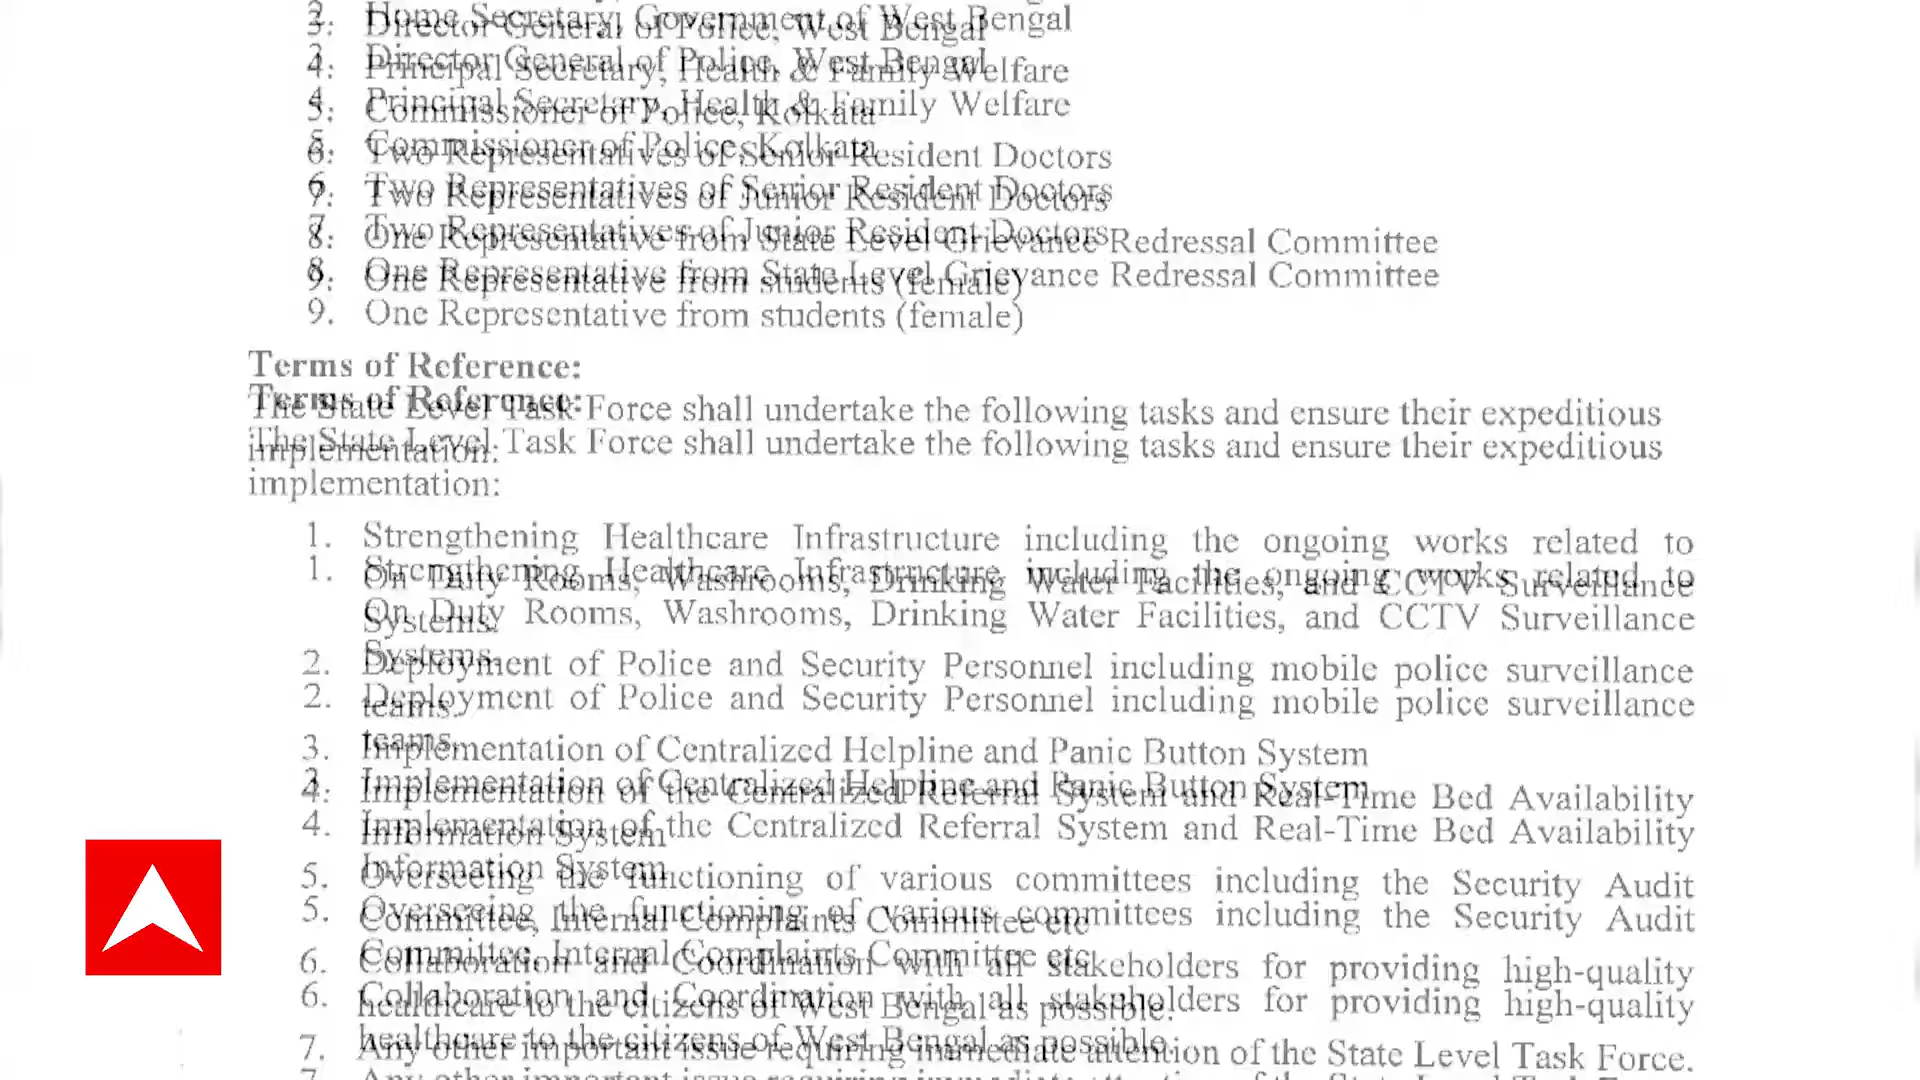 2. Home Secretary, Government of West Bengal
3. Director General of Police, West Bengal
4. Principal Secretary, Health & Family Welfare
5. Commissioner of Police, Kolkata
6. Two Representatives of Senior Resident Doctors
7. Two Representatives of Junior Resident Doctors
8. One Representative from State Level Grievance Redressal Committee
9. One Representative from students (female)
Terms of Reference:
The State Level Task Force shall undertake the following tasks and ensure their expeditious
implementation:
1. Strengthening Healthcare Infrastructure including the ongoing works related to
On Duty Rooms, Washrooms, Drinking Water Facilities, and CCTV Surveillance
Systems.
2. Deployment of Police and Security Personnel including mobile police surveillance
teams.
3. Implementation of Centralized Helpline and Panic Button System
4. Implementation of the Centralized Referral System and Real-Time Bed Availability
Information System
5. Overseeing the functioning of various committees including the Security Audit
Committee, Internal Complaints Committee etc
6. Collaboration and Coordination with all stakeholders for providing high-quality
healthcare to the citizens of West Bengal as possible.
7. Any other important issue requiring immediate attention of the State Level Task Force.